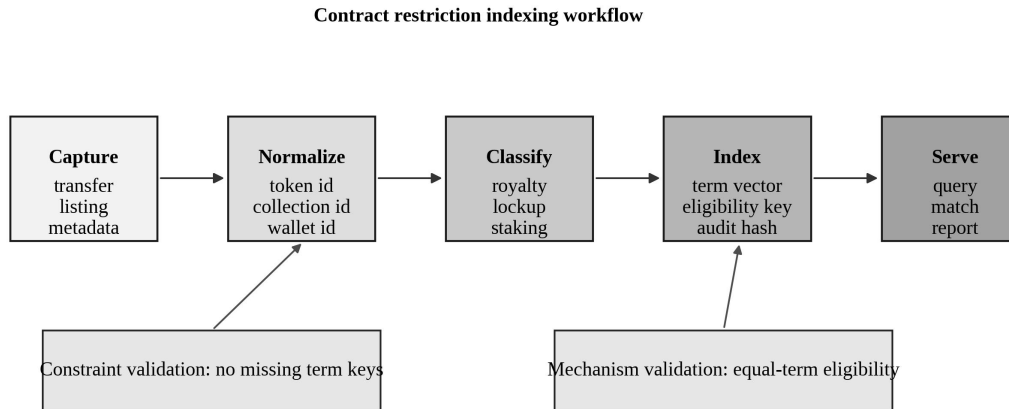 Contract restriction indexing workflow
Capture
transfer
listing
metadata
Normalize
token id
collection id
wallet id
Classify
royalty
lockup
staking
Index
term vector
eligibility key
audit hash
Serve
query
match
report
Constraint validation: no missing term keys
Mechanism validation: equal-term eligibility